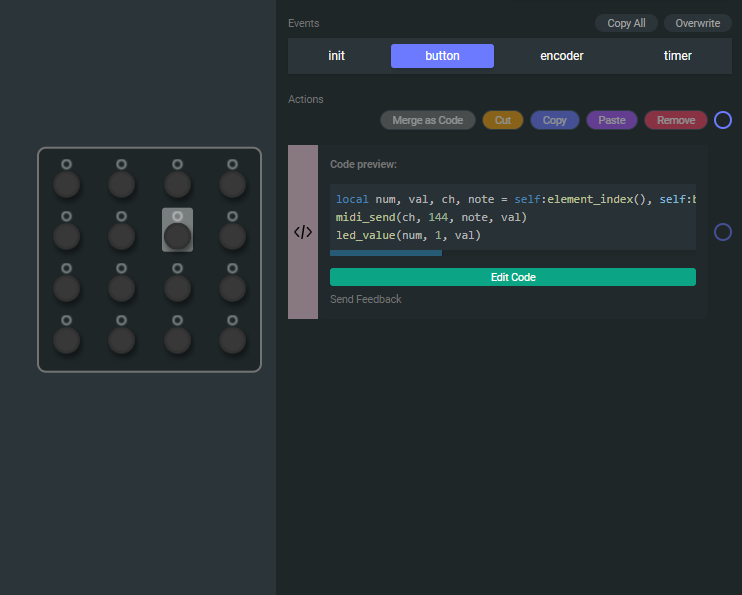 Events
Copy All
Overwrite
init
button
encoder
timer
Actions
Merge as Code
Cut
Copy
Paste
Remove
Code preview:
local num, val, ch, note = self:element_index(), self:b
midi_send(ch, 144, note, val)
led_value(num, 1, val)
</>
Edit Code
Send Feedback